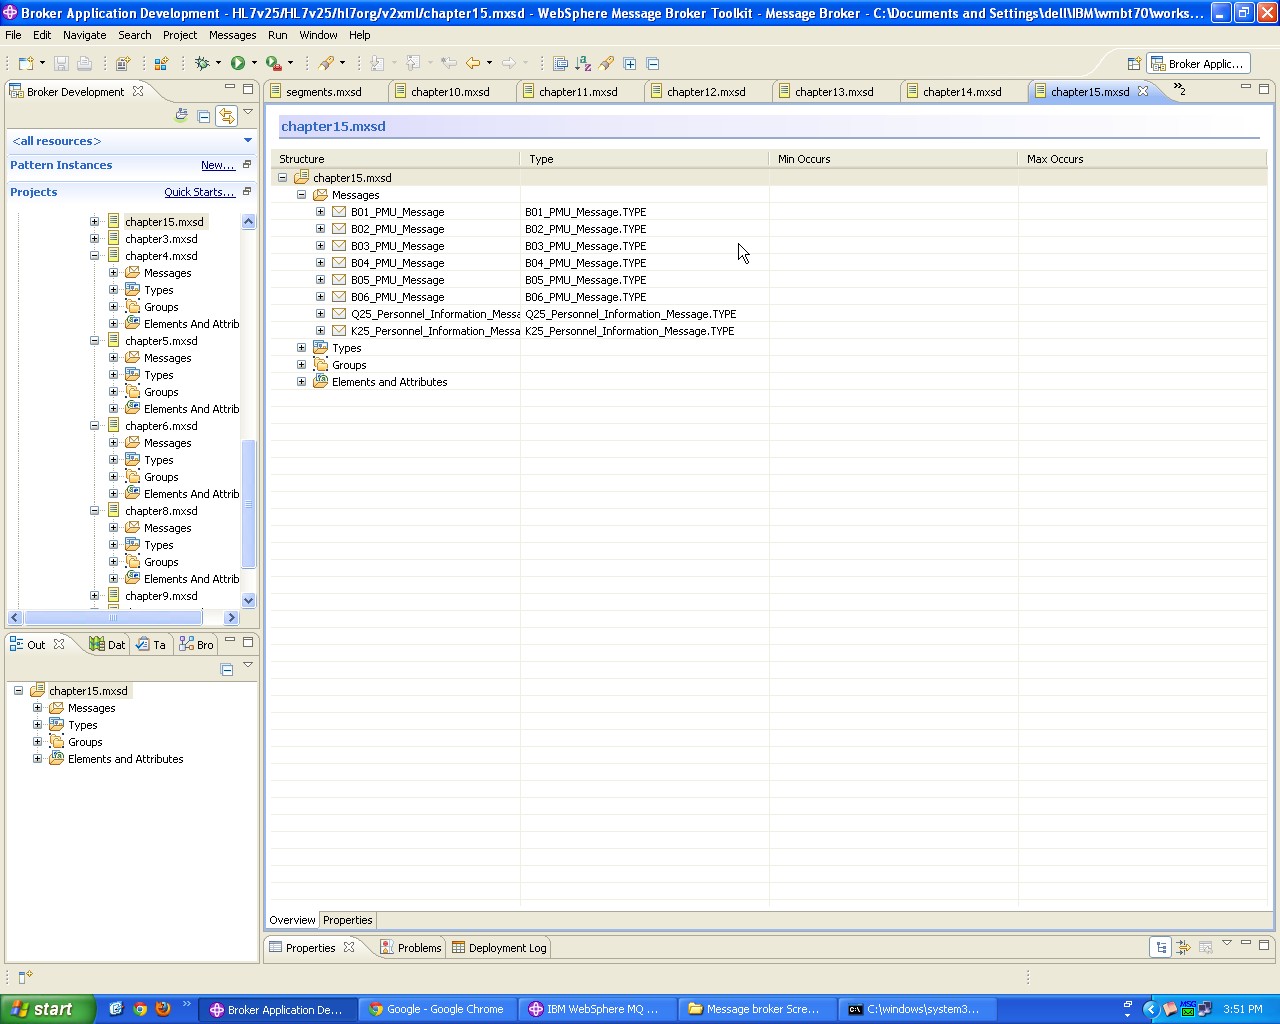 Broker Application Development - HL7v25/HL7v25/hl7org/v2xml/chapter15.mxsd - WebSphere Message Broker Toolkit - Message Broker - C:\Documents and Settings\dell\IBM\wmbt70\works...
File Edit Navigate Search Project Messages Run Window Help
Broker Applic...
Broker Development
<all resources>
Pattern Instances New...
Projects Quick Starts...
chapter15.mxsd
chapter3.mxsd
chapter4.mxsd
Messages
Types
Groups
Elements And Attrib
chapter5.mxsd
Messages
Types
Groups
Elements And Attrib
chapter6.mxsd
Messages
Types
Groups
Elements And Attrib
chapter8.mxsd
Messages
Types
Groups
Elements And Attrib
chapter9.mxsd
Out Dat Ta Bro
chapter15.mxsd
Messages
Types
Groups
Elements and Attributes
segments.mxsd chapter10.mxsd chapter11.mxsd chapter12.mxsd chapter13.mxsd chapter14.mxsd chapter15.mxsd »2
chapter15.mxsd
Structure Type Min Occurs Max Occurs
chapter15.mxsd
Messages
B01_PMU_Message B01_PMU_Message.TYPE
B02_PMU_Message B02_PMU_Message.TYPE
B03_PMU_Message B03_PMU_Message.TYPE
B04_PMU_Message B04_PMU_Message.TYPE
B05_PMU_Message B05_PMU_Message.TYPE
B06_PMU_Message B06_PMU_Message.TYPE
Q25_Personnel_Information_Messa Q25_Personnel_Information_Message.TYPE
K25_Personnel_Information_Messa K25_Personnel_Information_Message.TYPE
Types
Groups
Elements and Attributes
Overview Properties
Properties Problems Deployment Log
start Broker Application De... Google - Google Chrome IBM WebSphere MQ ... Message broker Scre... C:\windows\system3... 3:51 PM